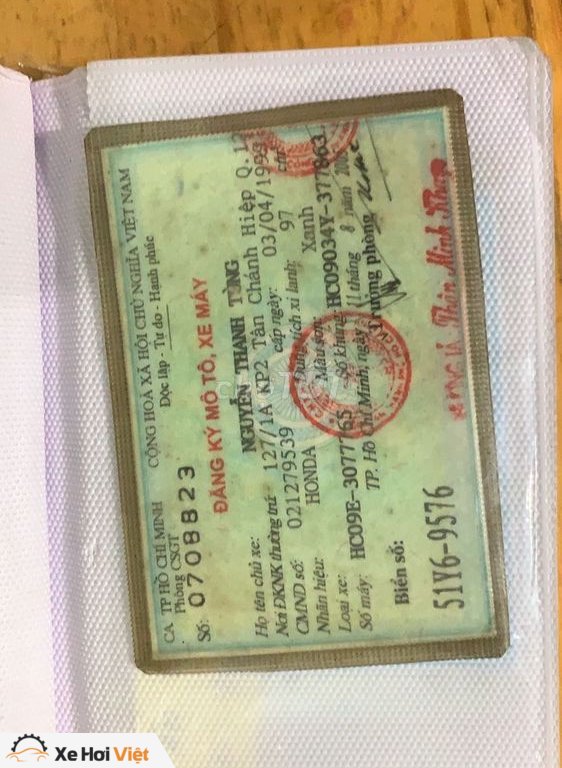 CA TP HỒ CHÍ MINH
Phòng CSGT
Số: 0708823
CỘNG HOÀ XÃ HỘI CHỦ NGHĨA VIỆT NAM
Độc lập - Tự do - Hạnh phúc
ĐĂNG KÝ MÔ TÔ, XE MÁY
Họ tên chủ xe: NGUYỄN THANH TÙNG
Nơi ĐKNK thường trú: 127/1A KP2 Tân Chánh Hiệp Q.12
CMND số: 021279539 cấp ngày: 03/04/1993
Nhãn hiệu: HONDA Dung tích xi lanh: 97
Loại xe: Màu sơn: Xanh
Số máy: HC09E-3077765 Số khung: HC09034Y-377863
TP. Hồ Chí Minh, ngày 11 tháng 8 năm
Trưởng phòng
Biển số:
51Y6-9576
Xe Hơi Việt